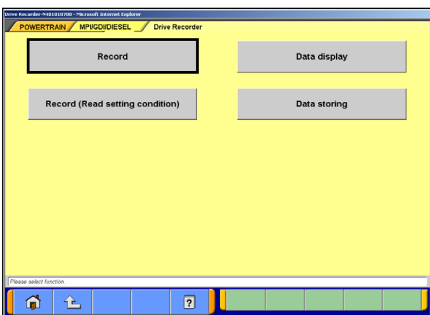 Drive Recorder-%401010700 - Microsoft Internet Explorer
POWERTRAIN MPI/GDI/DIESEL Drive Recorder
Record
Data display
Record (Read setting condition)
Data storing
Please select function.
?